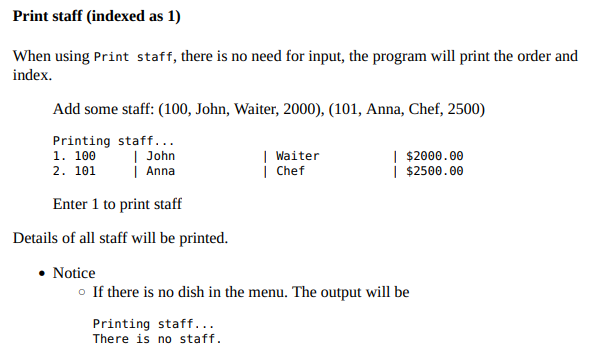 Print staff (indexed as 1)
When using Print staff, there is no need for input, the program will print the order and
index.
Add some staff: (100, John, Waiter, 2000), (101, Anna, Chef, 2500)
Printing staff...
1. 100     | John           | Waiter         | $2000.00
2. 101     | Anna           | Chef           | $2500.00
Enter 1 to print staff
Details of all staff will be printed.
• Notice
○ If there is no dish in the menu. The output will be
Printing staff...
There is no staff.